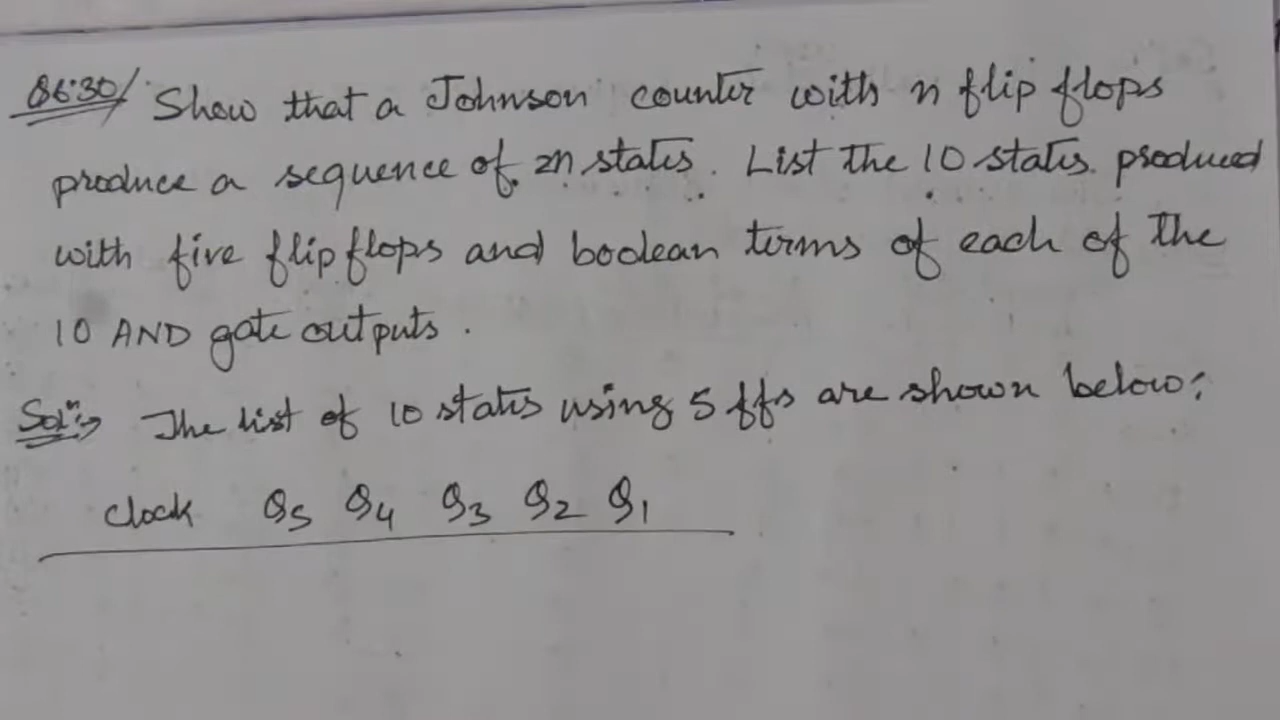 Q6.30/ Show that a Johnson counter with n flip flops
produce a sequence of 2n states. List the 10 states produced
with five flip flops and boolean terms of each of the
10 AND gate outputs.
Solⁿ:⇒ The list of 10 states using 5 ffs are shown below:
clock Q5 Q4 Q3 Q2 Q1